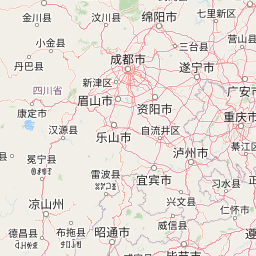 金川县
汶川县
绵阳市
七里新区
小金县
三台县
营山县
丹巴县
成都市
遂宁市
四川省
新津区
广安市
眉山市
资阳市
康定市
重庆市
汉源县
乐山市
自流井区
綦江区
冕宁县
雷波县
泸州市
宜宾市
习水县
凉山州
兴文县
仁怀市
德昌县
布拖县
昭通市
威信县
遵
毕节市